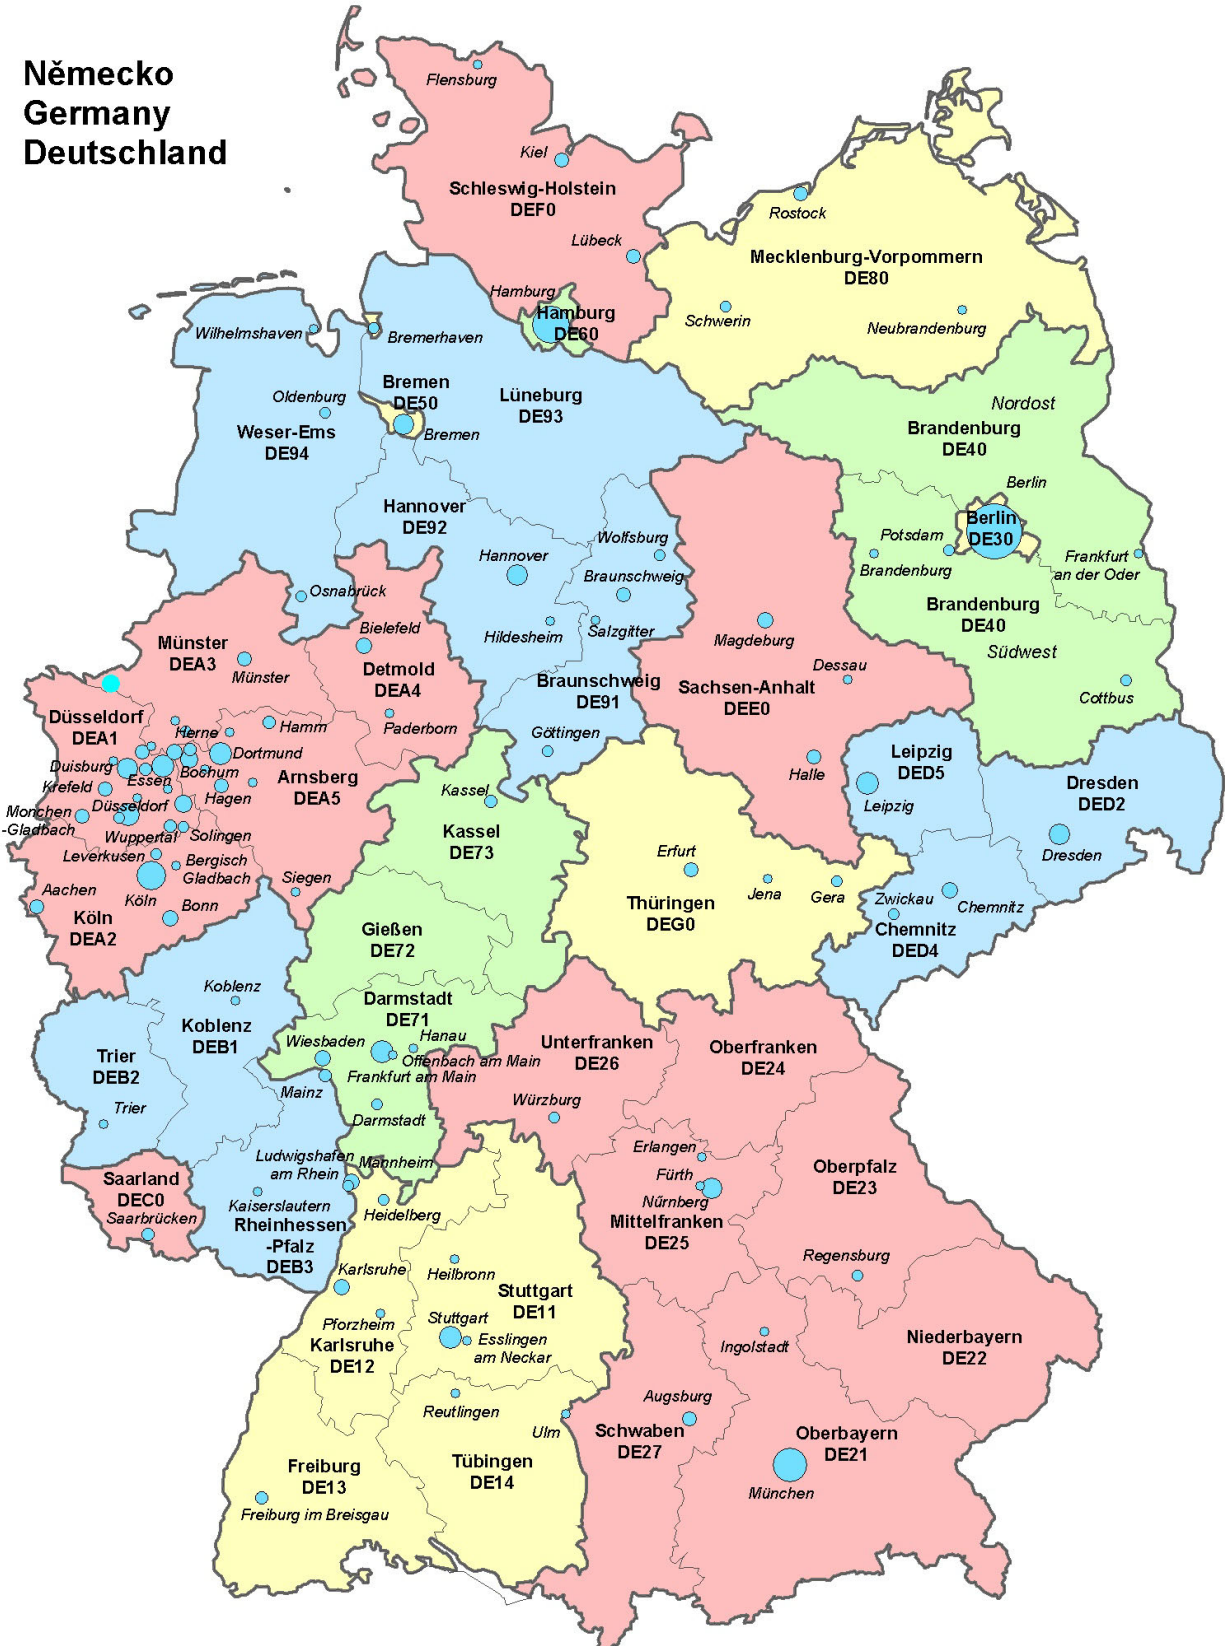 Německo
Germany
Deutschland
Flensburg
Kiel
Schleswig-Holstein
DEF0
Lübeck
Rostock
Mecklenburg-Vorpommern
DE80
Schwerin
Neubrandenburg
Hamburg
Hamburg
DE60
Wilhelmshaven
Bremerhaven
Bremen
DE50
Bremen
Oldenburg
Weser-Ems
DE94
Lüneburg
DE93
Nordost
Brandenburg
DE40
Berlin
Berlin
DE30
Potsdam
Brandenburg
Frankfurt
an der Oder
Brandenburg
DE40
Südwest
Cottbus
Hannover
DE92
Hannover
Wolfsburg
Braunschweig
Hildesheim
Salzgitter
Braunschweig
DE91
Göttingen
Osnabrück
Magdeburg
Dessau
Sachsen-Anhalt
DEE0
Halle
Münster
DEA3
Münster
Bielefeld
Detmold
DEA4
Paderborn
Düsseldorf
DEA1
Herne
Hamm
Dortmund
Duisburg
Essen
Bochum
Arnsberg
DEA5
Krefeld
Hagen
Düsseldorf
Monchen
-Gladbach
Wuppertal
Solingen
Leverkusen
Bergisch
Gladbach
Aachen
Köln
Köln
DEA2
Bonn
Siegen
Kassel
Kassel
DE73
Gießen
DE72
Leipzig
DED5
Leipzig
Dresden
DED2
Dresden
Erfurt
Thüringen
DEG0
Jena
Gera
Zwickau
Chemnitz
Chemnitz
DED4
Koblenz
Koblenz
DEB1
Trier
DEB2
Trier
Darmstadt
DE71
Wiesbaden
Hanau
Offenbach am Main
Frankfurt am Main
Mainz
Darmstadt
Unterfranken
DE26
Würzburg
Oberfranken
DE24
Ludwigshafen
am Rhein
Mannheim
Saarland
DEC0
Saarbrücken
Kaiserslautern
Rheinhessen
-Pfalz
DEB3
Heidelberg
Erlangen
Fürth
Nűrnberg
Mittelfranken
DE25
Oberpfalz
DE23
Regensburg
Karlsruhe
Heilbronn
Stuttgart
DE11
Pforzheim
Stuttgart
Karlsruhe
DE12
Esslingen
am Neckar
Ingolstadt
Niederbayern
DE22
Reutlingen
Ulm
Augsburg
Schwaben
DE27
Oberbayern
DE21
München
Freiburg
DE13
Freiburg im Breisgau
Tübingen
DE14